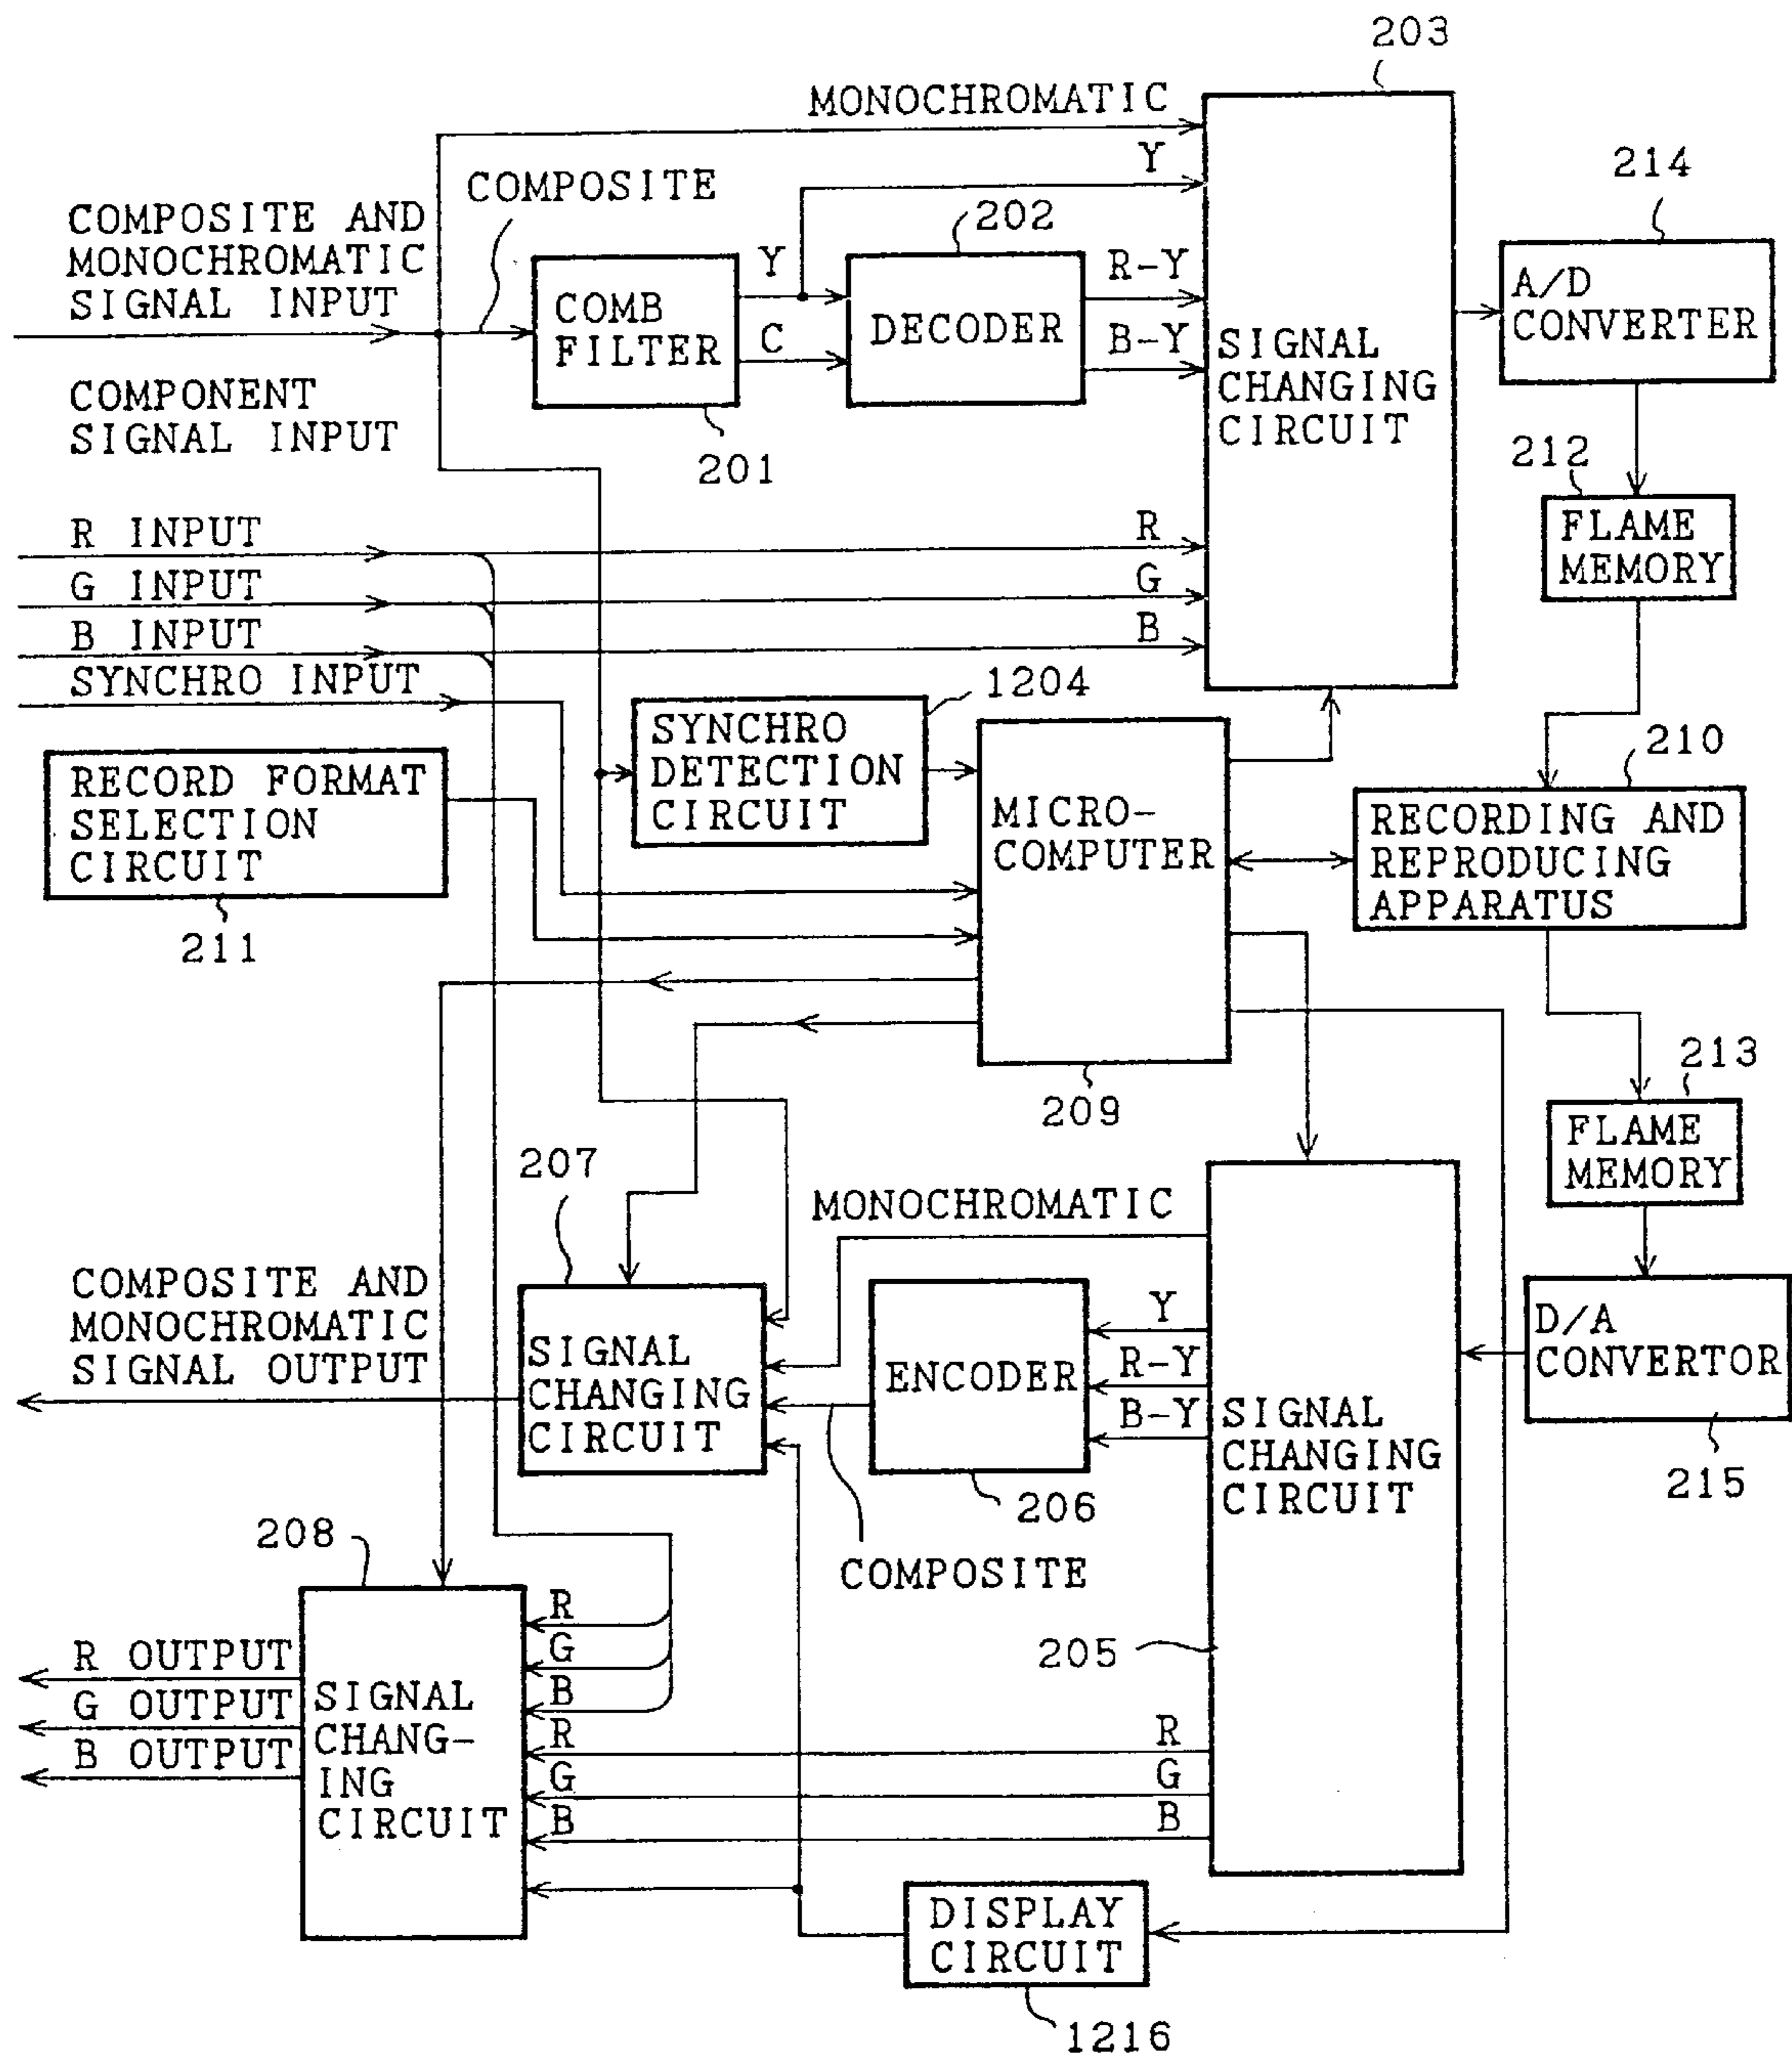 203
MONOCHROMATIC
Y
214
COMPOSITE
COMPOSITE AND
MONOCHROMATIC
SIGNAL INPUT
202
Y
C
COMB
FILTER
201
DECODER
R-Y
B-Y
SIGNAL
CHANGING
CIRCUIT
A/D
CONVERTER
COMPONENT
SIGNAL INPUT
212
FLAME
MEMORY
R INPUT
R
G INPUT
G
B INPUT
B
SYNCHRO INPUT
1204
SYNCHRO
DETECTION
CIRCUIT
210
RECORD FORMAT
SELECTION
CIRCUIT
211
MICRO-
COMPUTER
209
RECORDING AND
REPRODUCING
APPARATUS
213
FLAME
MEMORY
207
MONOCHROMATIC
COMPOSITE AND
MONOCHROMATIC
SIGNAL OUTPUT
SIGNAL
CHANGING
CIRCUIT
ENCODER
206
Y
R-Y
B-Y
SIGNAL
CHANGING
CIRCUIT
D/A
CONVERTOR
215
COMPOSITE
208
205
R
G
B
R OUTPUT
G OUTPUT
B OUTPUT
SIGNAL
CHANG-
ING
CIRCUIT
R
G
B
R
G
B
DISPLAY
CIRCUIT
1216